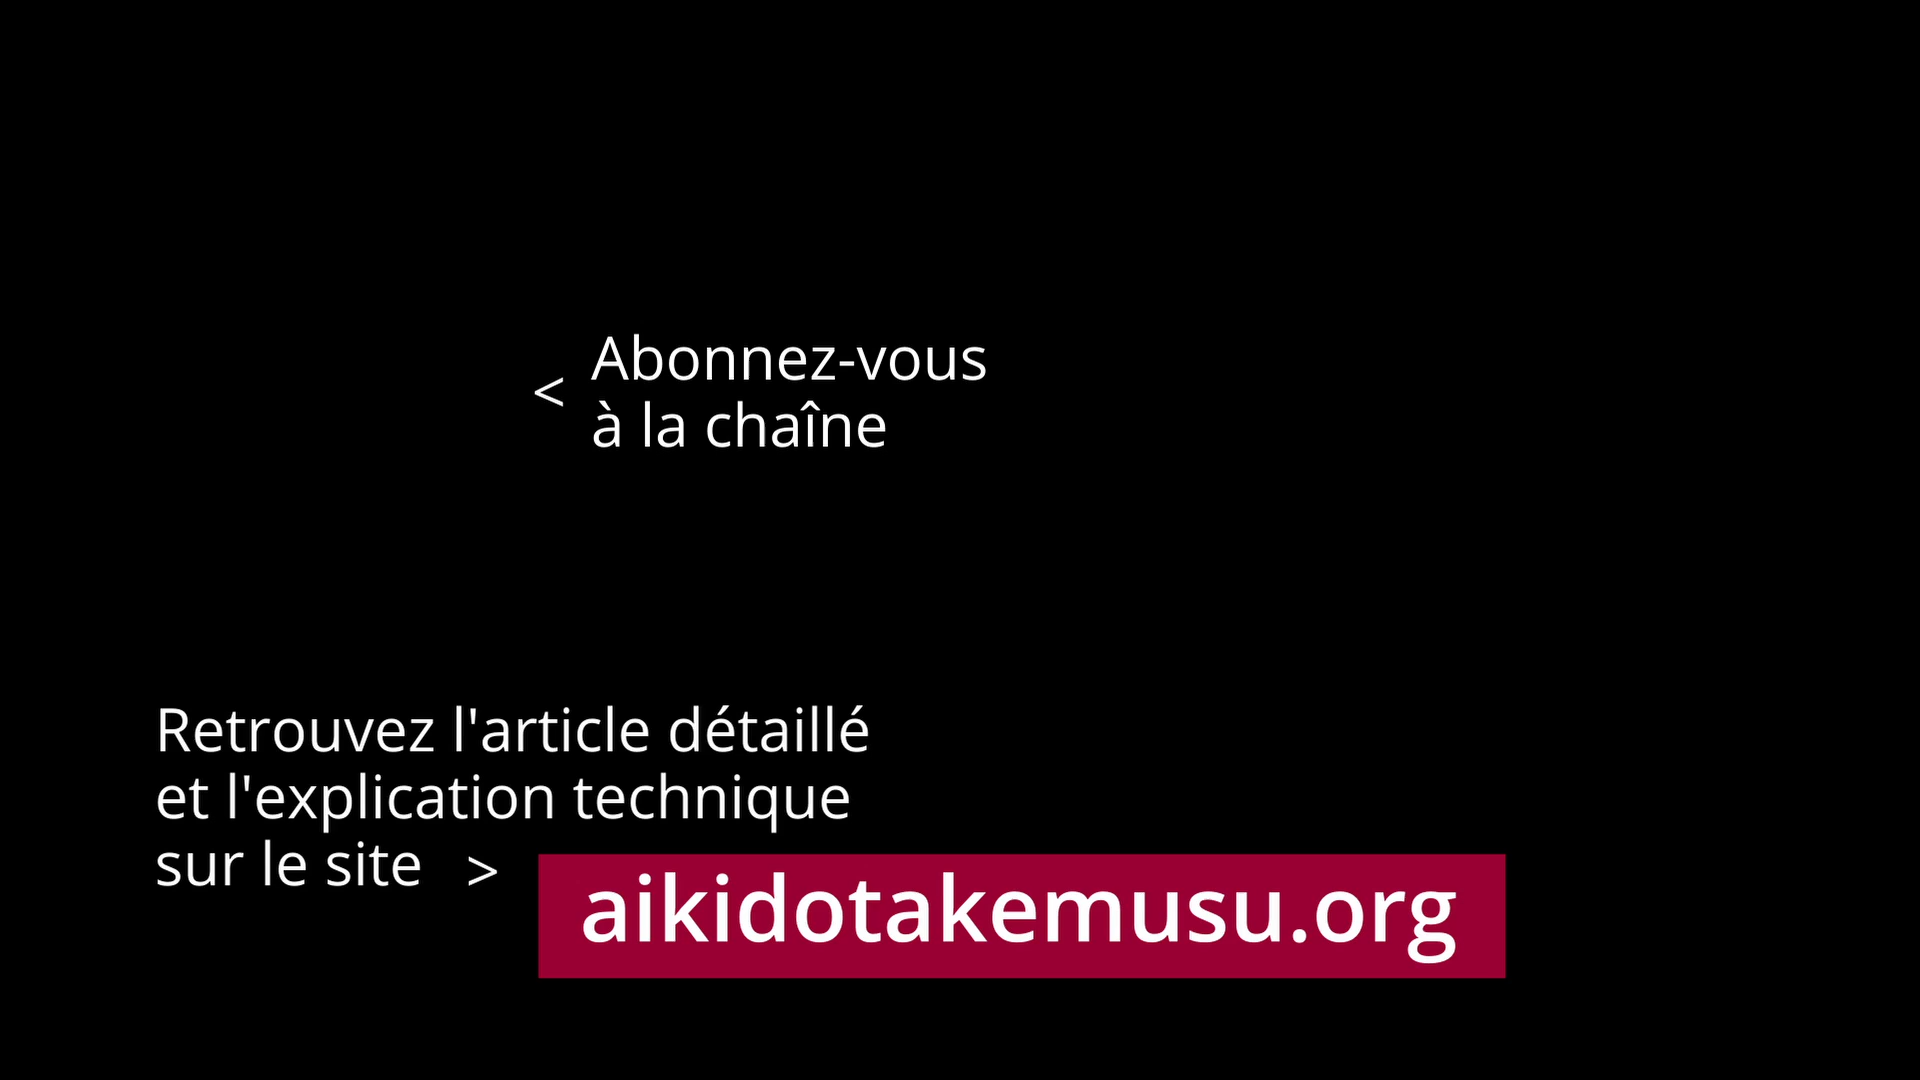 < Abonnez-vous
à la chaîne
Retrouvez l'article détaillé
et l'explication technique
sur le site >
aikidotakemusu.org